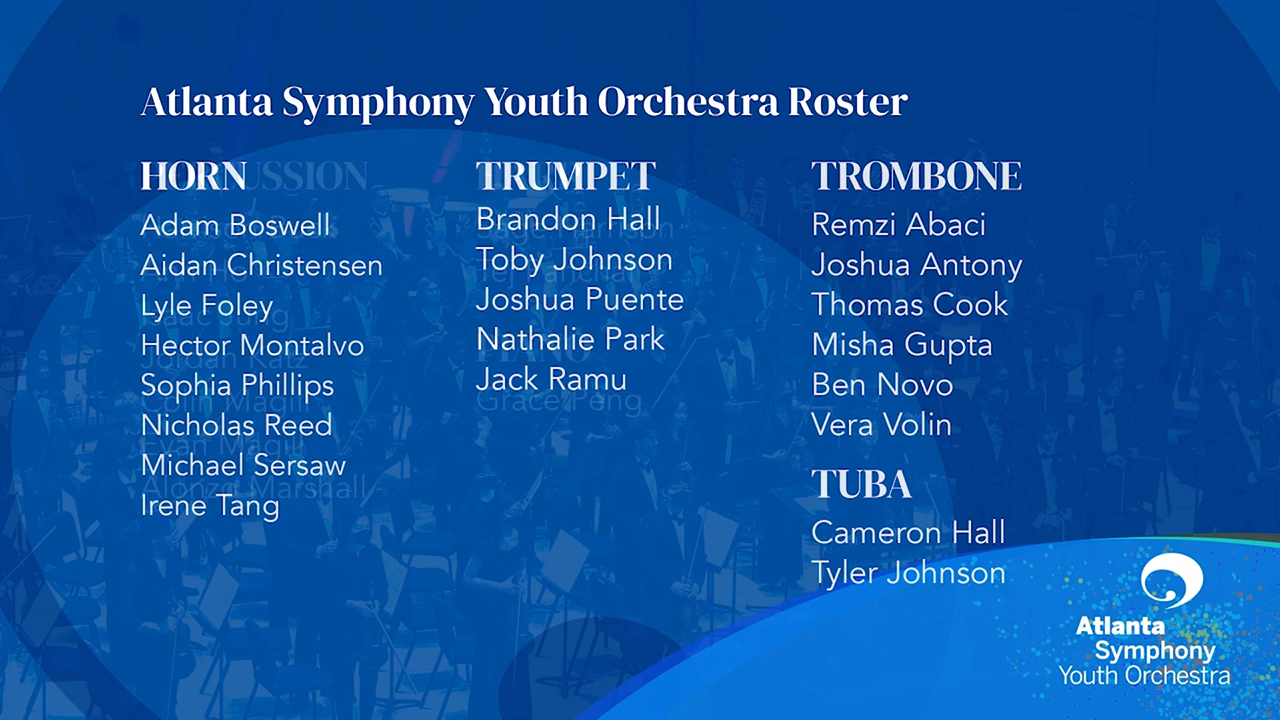 Atlanta Symphony Youth Orchestra Roster
HORN
Adam Boswell
Aidan Christensen
Lyle Foley
Hector Montalvo
Sophia Phillips
Nicholas Reed
Michael Sersaw
Irene Tang
TRUMPET
Brandon Hall
Toby Johnson
Joshua Puente
Nathalie Park
Jack Ramu
Grace Peng
TROMBONE
Remzi Abaci
Joshua Antony
Thomas Cook
Misha Gupta
Ben Novo
Vera Volin
TUBA
Cameron Hall
Tyler Johnson
Atlanta
Symphony
Youth Orchestra